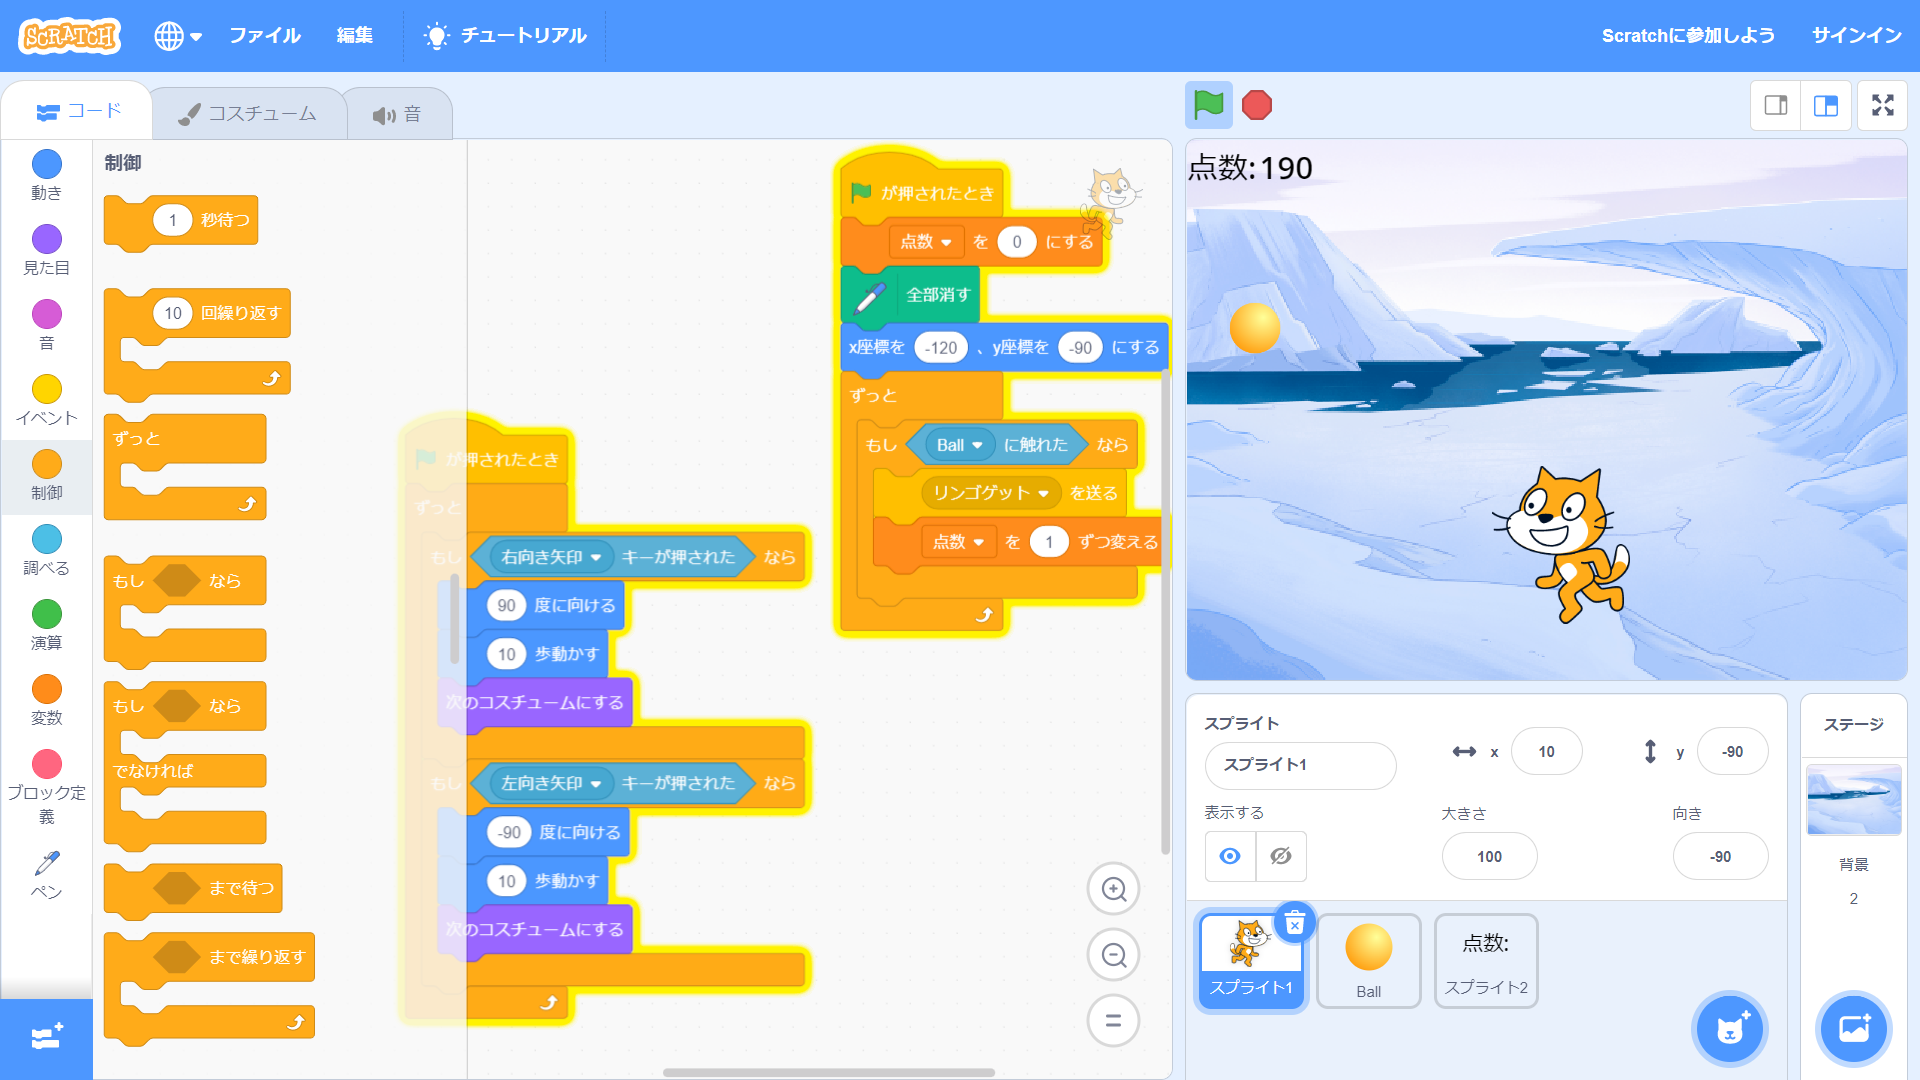 SCRATCH
ファイル
編集
チュートリアル
Scratchに参加しよう
サインイン
コード
コスチューム
音
動き
見た目
音
イベント
制御
調べる
演算
変数
ブロック定
義
ペン
制御
1 秒待つ
10 回繰り返す
ずっと
もし なら
もし なら
でなければ
まで待つ
まで繰り返す
が押されたとき
ずっと
もし 右向き矢印 キーが押された なら
90 度に向ける
10 歩動かす
次のコスチュームにする
もし 左向き矢印 キーが押された なら
-90 度に向ける
10 歩動かす
次のコスチュームにする
が押されたとき
点数 を 0 にする
全部消す
x座標を -120 、y座標を -90 にする
ずっと
もし Ball に触れた なら
リンゴゲット を送る
点数 を 1 ずつ変える
点数:190
スプライト
スプライト1
x 10
y -90
表示する
大きさ
100
向き
-90
スプライト1
Ball
点数:
スプライト2
ステージ
背景
2